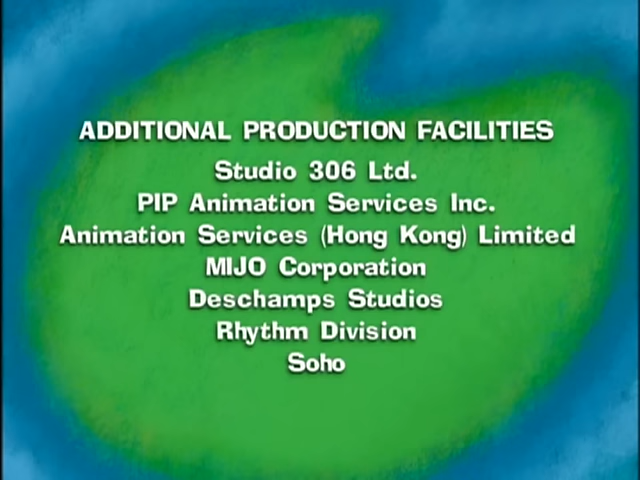 ADDITIONAL PRODUCTION FACILITIES
Studio 306 Ltd.
PIP Animation Services Inc.
Animation Services (Hong Kong) Limited
MIJO Corporation
Deschamps Studios
Rhythm Division
Soho